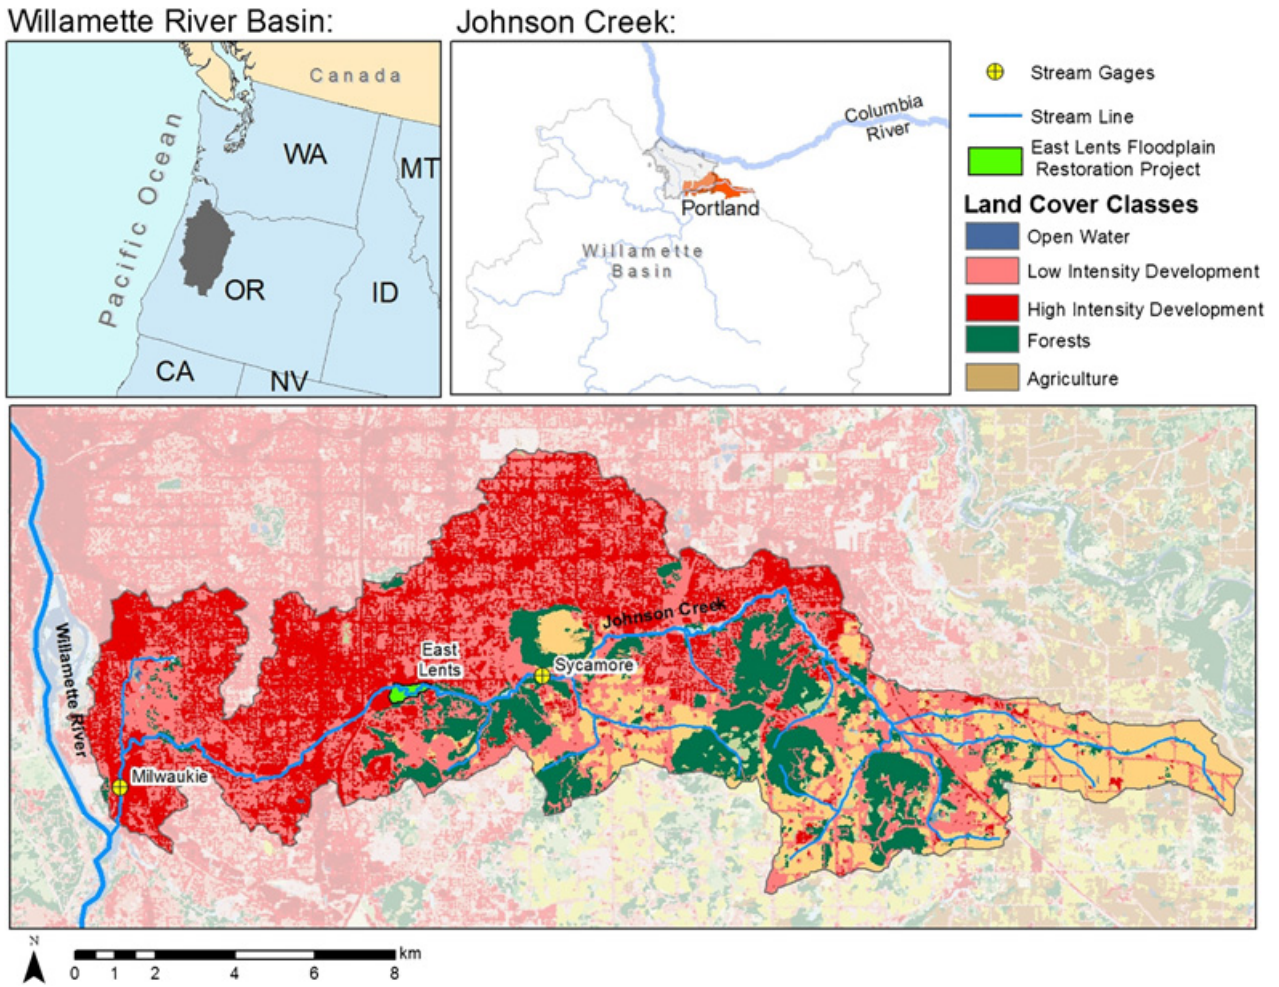 Willamette River Basin:
Johnson Creek:
Canada
Pacific Ocean
WA
MT
OR
ID
CA
NV
Columbia
River
Portland
Willamette
Basin
Stream Gages
Stream Line
East Lents Floodplain
Restoration Project
Land Cover Classes
Open Water
Low Intensity Development
High Intensity Development
Forests
Agriculture
Willamette River
Johnson Creek
East
Lents
Sycamore
Milwaukie
N
km
0 1 2 4 6 8